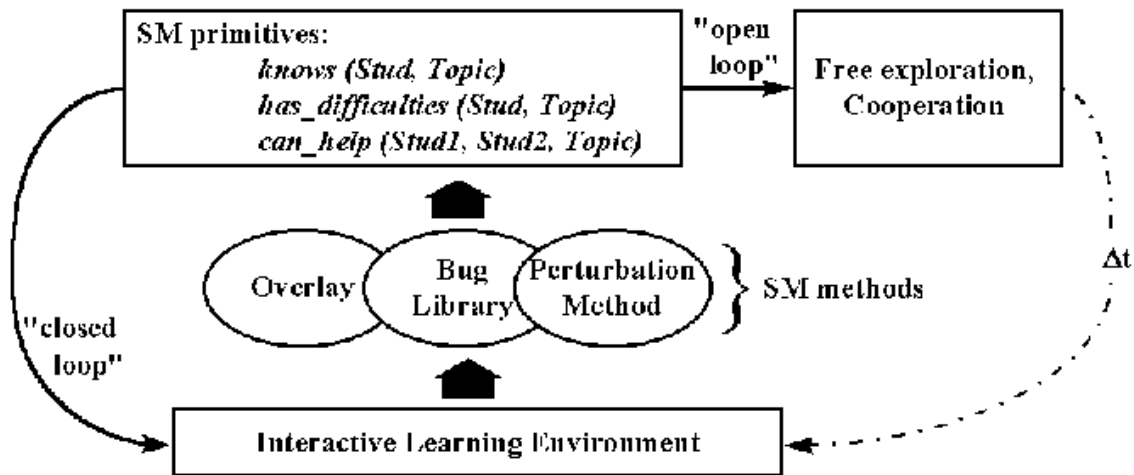 SM primitives:
knows (Stud, Topic)
has_difficulties (Stud, Topic)
can_help (Stud1, Stud2, Topic)
"open
loop"
Free exploration,
Cooperation
Overlay
Bug
Library
Perturbation
Method
SM methods
Δt
"closed
loop"
Interactive Learning Environment